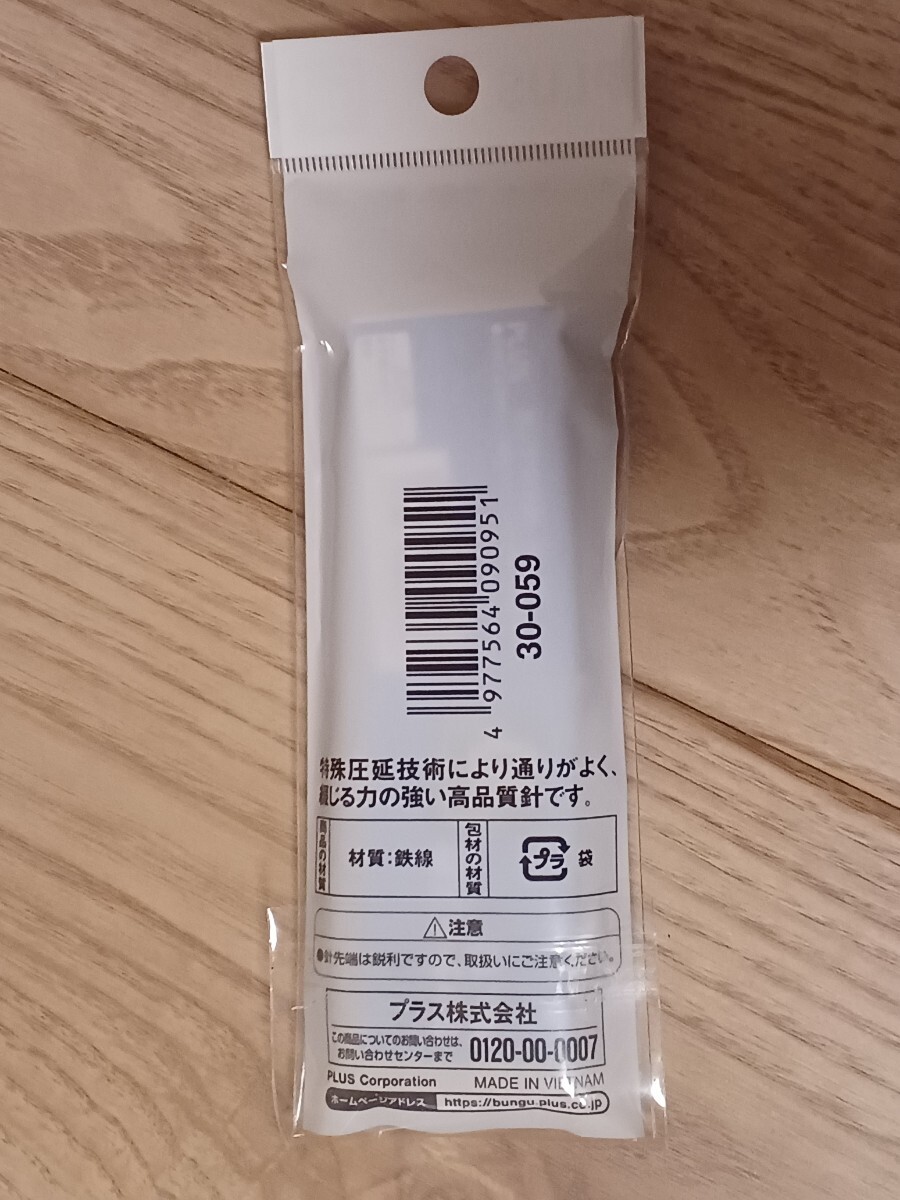 4 977564 090951
30-059
特殊圧延技術により通りがよく、
綴じる力の強い高品質針です。
商品の材質
材質:鉄線
包材の材質
プラ 袋
注意
●針先端は鋭利ですので、取扱いにご注意ください。
プラス株式会社
この商品についてのお問い合わせは、
お問い合わせセンターまで
0120-00-0007
PLUS Corporation MADE IN VIETNAM
ホームページアドレス https://bungu.plus.co.jp